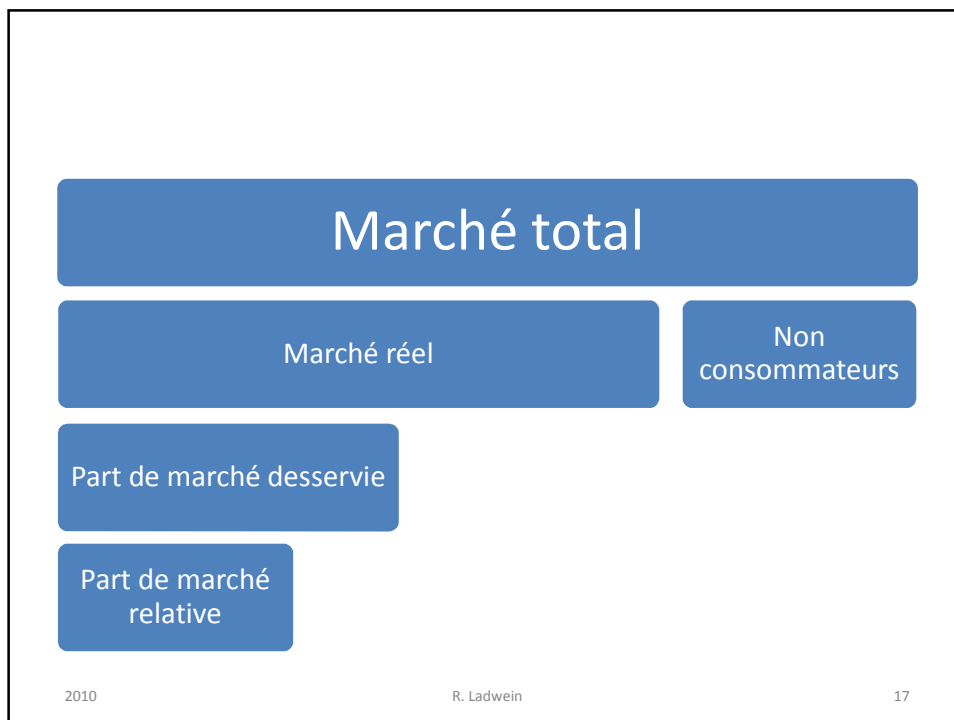 Marché total
Marché réel
Non
consommateurs
Part de marché desservie
Part de marché
relative
2010
R. Ladwein
17